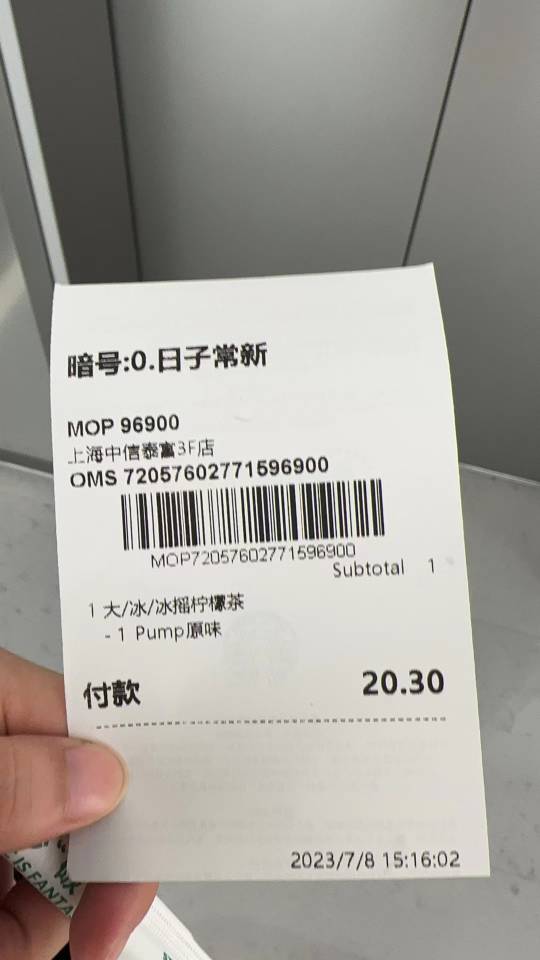 暗号:0.日子常新
MOP 96900
上海中信泰富3F店
OMS 72057602771596900
MOP72057602771596900
Subtotal 1
1 大/冰/冰摇柠檬茶
- 1 Pump原味
付款 20.30
2023/7/8 15:16:02
IS FANTA